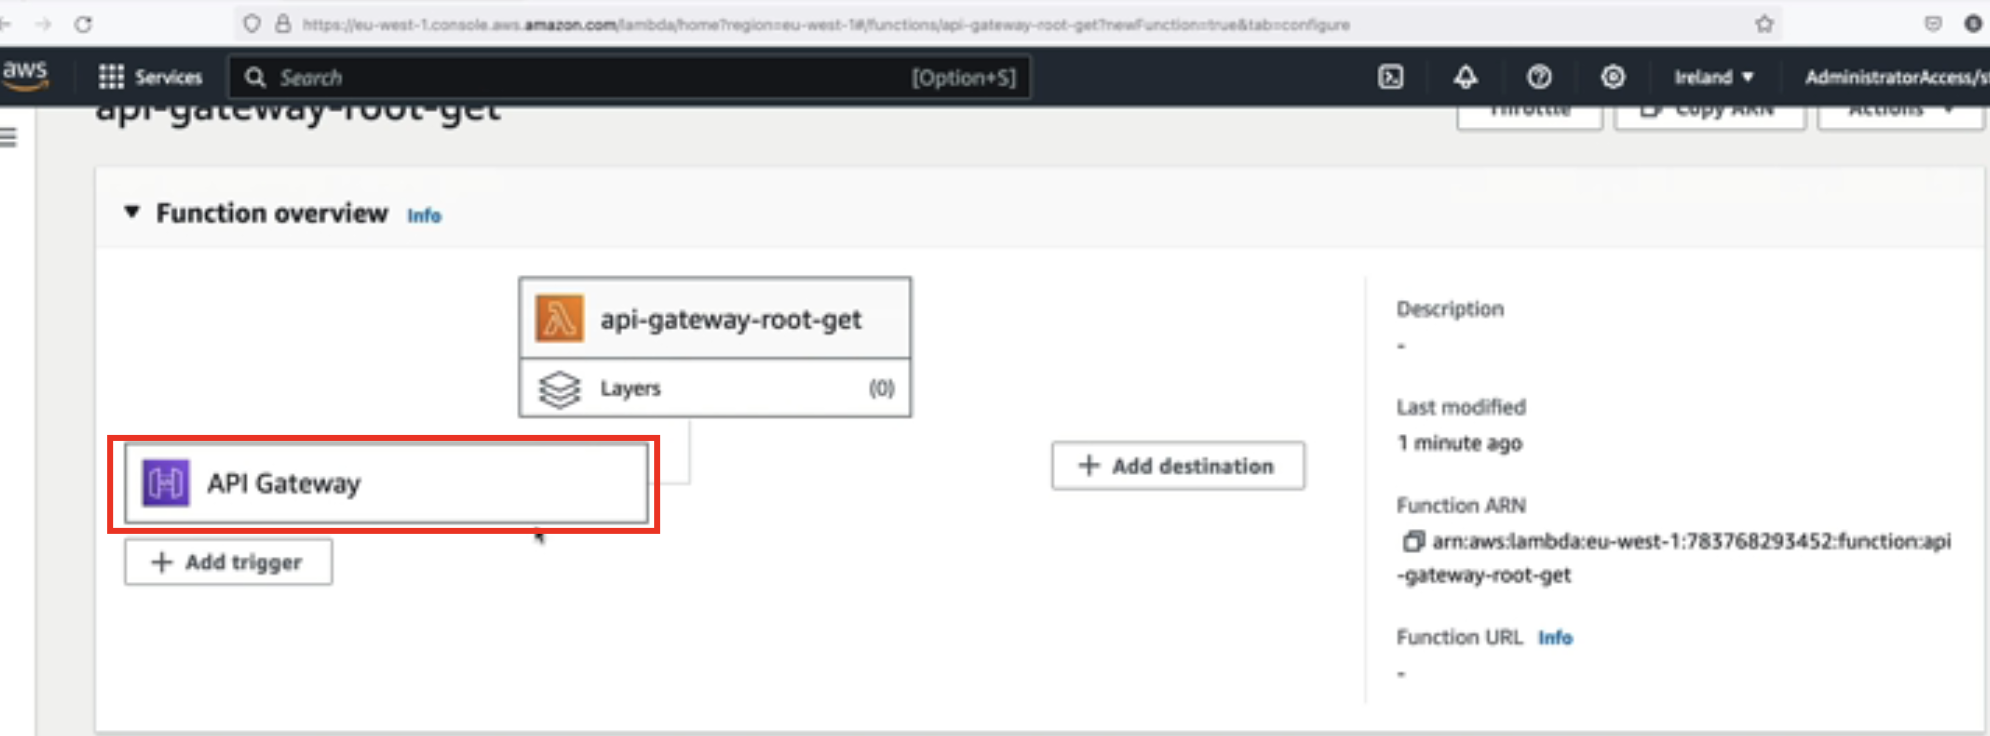 https://eu-west-1.console.aws.amazon.com/lambda/home?region=eu-west-1#/functions/api-gateway-root-get?newFunction=true&tab=configure
aws
Services
Search
[Option+S]
Ireland
AdministratorAccess/s
api-gateway-root-get
Throttle
Copy ARN
Actions
Function overview Info
api-gateway-root-get
Layers
(0)
API Gateway
+ Add trigger
+ Add destination
Description
-
Last modified
1 minute ago
Function ARN
arn:aws:lambda:eu-west-1:783768293452:function:api
-gateway-root-get
Function URL Info
-